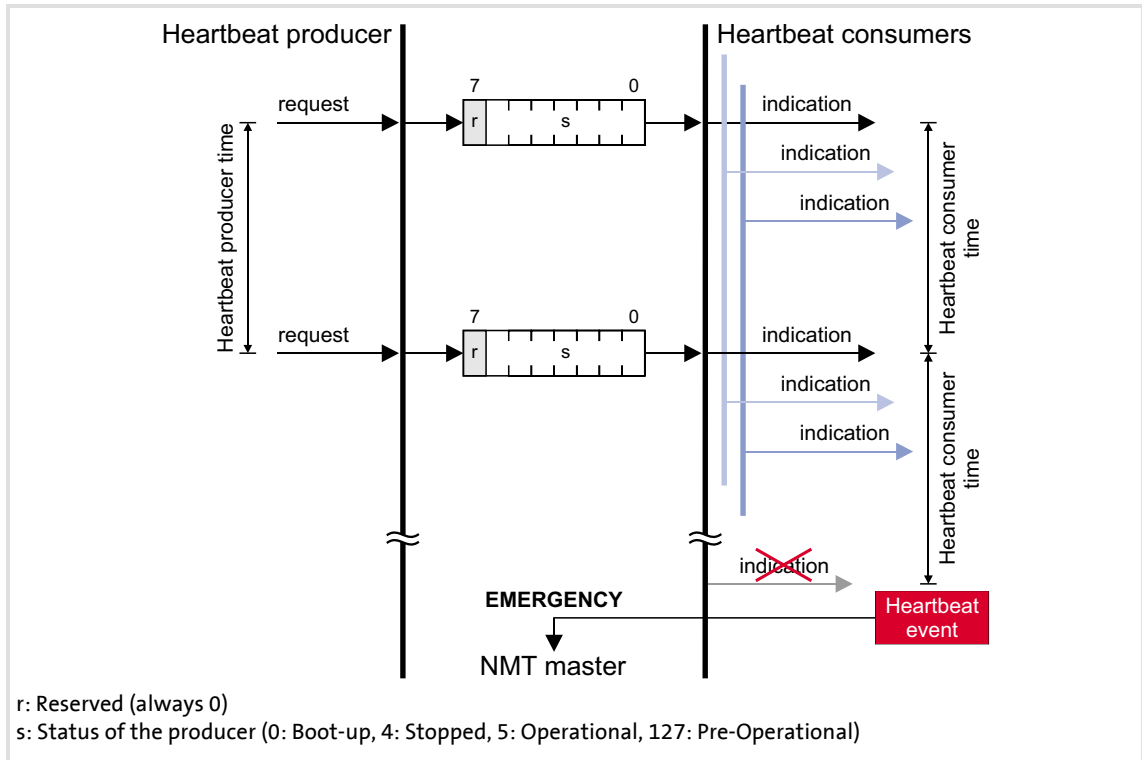 Heartbeat producer
Heartbeat consumers
7 0
request
r
s
indication
indication
indication
Heartbeat producer time
Heartbeat consumer
time
7 0
request
r
s
indication
indication
indication
Heartbeat consumer
time
indication
EMERGENCY
Heartbeat
event
NMT master
r: Reserved (always 0)
s: Status of the producer (0: Boot-up, 4: Stopped, 5: Operational, 127: Pre-Operational)